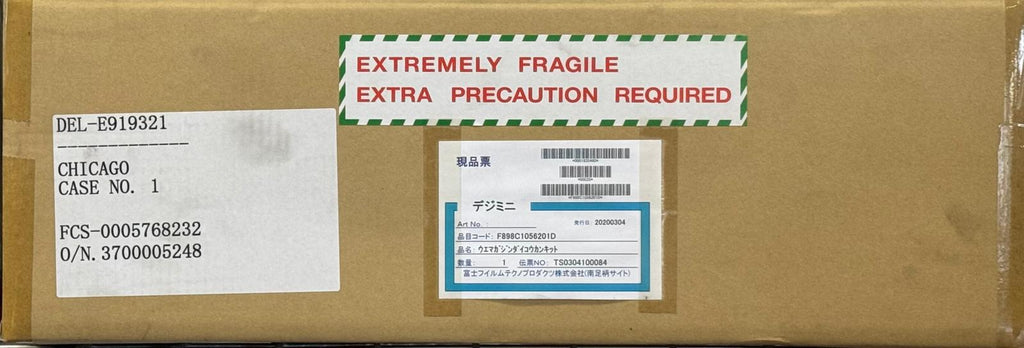 EXTREMELY FRAGILE
EXTRA PRECAUTION REQUIRED
DEL-E919321
-------------
CHICAGO
CASE NO. 1
FCS-0005768232
O/N.3700005248
現品票
デジミニ
Art No. :
発行日: 20200304
品目コード: F898C1056201D
品名: ウエマガジンダイコウカンキット
数量: 1 伝票NO: TS0304100084
富士フイルムテクノプロダクツ株式会社(南足柄サイト)